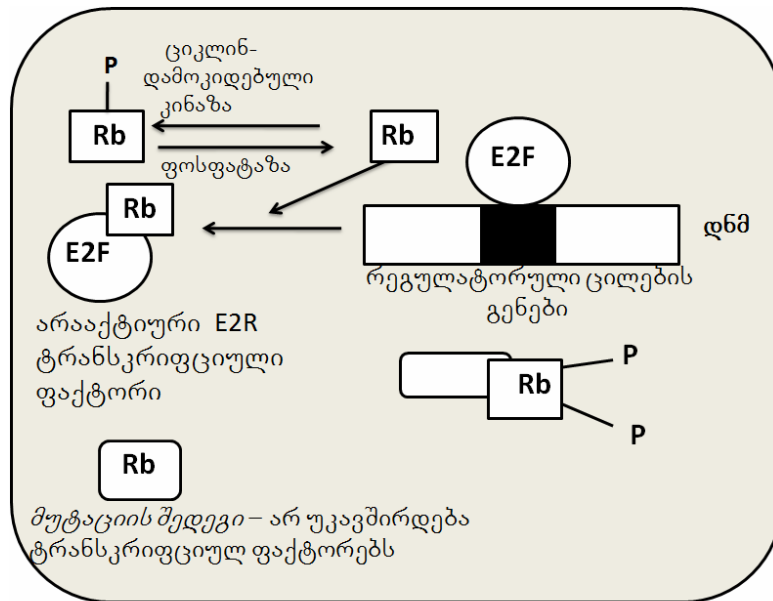 ციკლინ-
დამოკიდებული
კინაზა
P
Rb
ფოსფატაზა
Rb
E2F
დნმ
რეგულატორული ცილების
გენები
Rb
E2F
არააქტიური E2R
ტრანსკრიფციული
ფაქტორი
Rb
P
P
Rb
მუტაციის შედეგი – არ უკავშირდება
ტრანსკრიფციულ ფაქტორებს